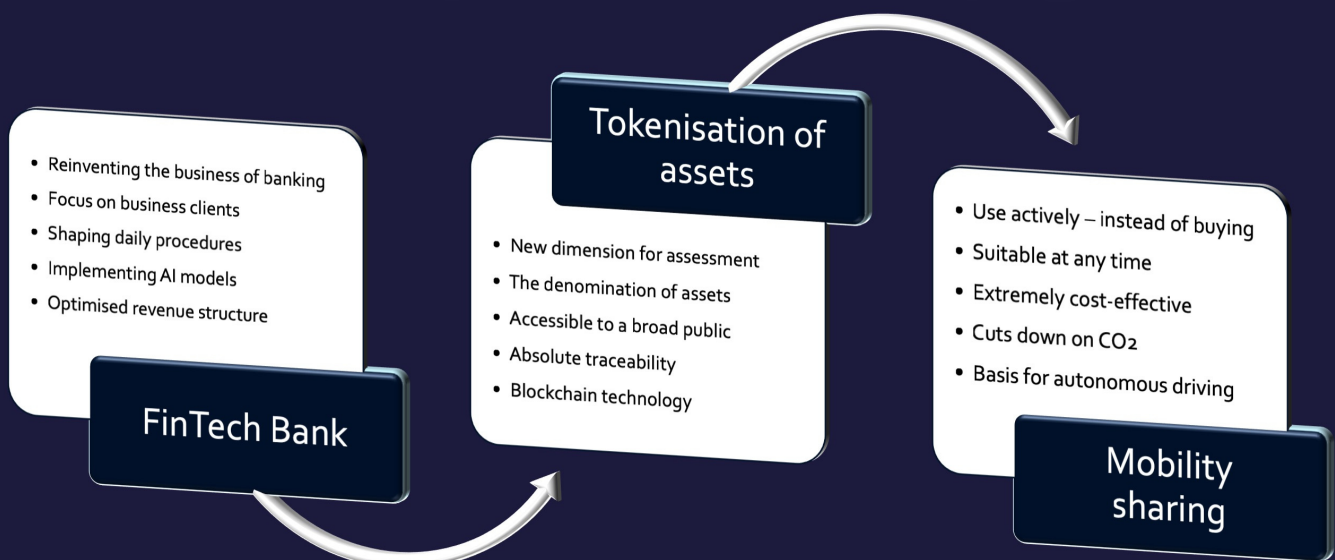 • Reinventing the business of banking
• Focus on business clients
• Shaping daily procedures
• Implementing AI models
• Optimised revenue structure
FinTech Bank
Tokenisation of
assets
• New dimension for assessment
• The denomination of assets
• Accessible to a broad public
• Absolute traceability
• Blockchain technology
• Use actively – instead of buying
• Suitable at any time
• Extremely cost-effective
• Cuts down on CO2
• Basis for autonomous driving
Mobility
sharing